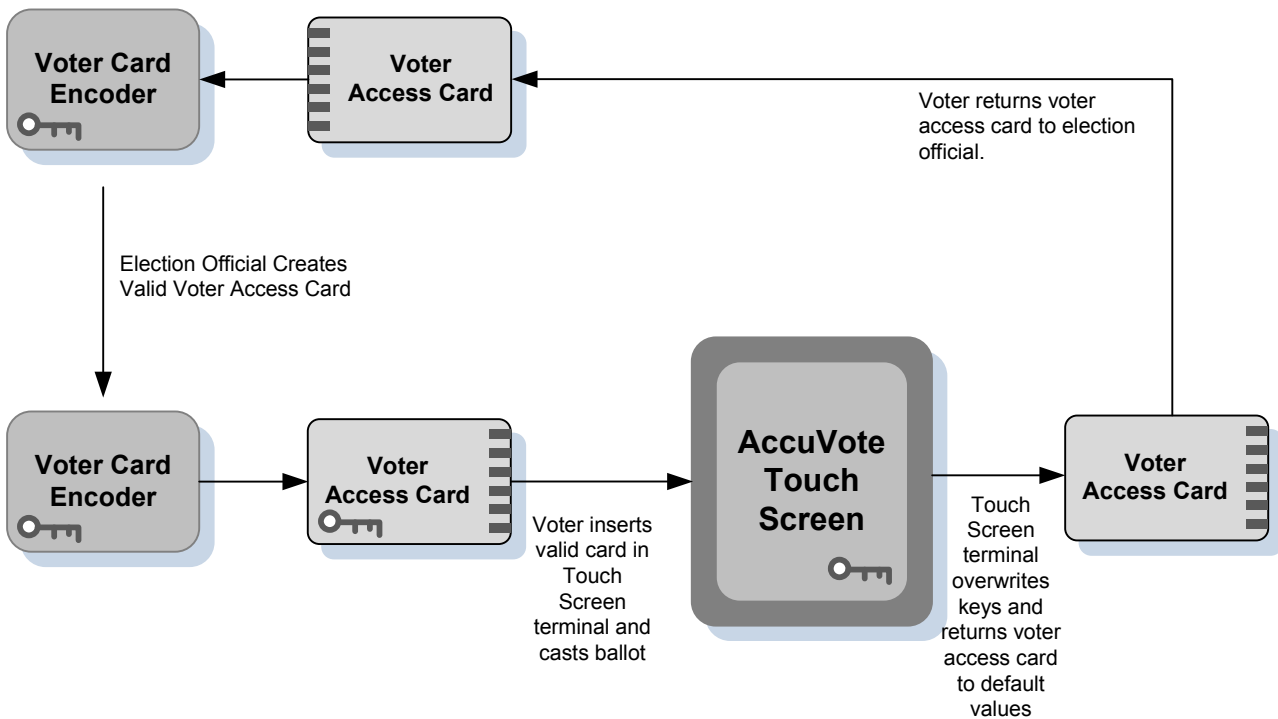 Voter Card
Encoder
Voter
Access Card
Voter returns voter
access card to election
official.
Election Official Creates
Valid Voter Access Card
Voter Card
Encoder
Voter
Access Card
Voter inserts
valid card in
Touch
Screen
terminal and
casts ballot
AccuVote
Touch
Screen
Touch
Screen
terminal
overwrites
keys and
returns voter
access card
to default
values
Voter
Access Card